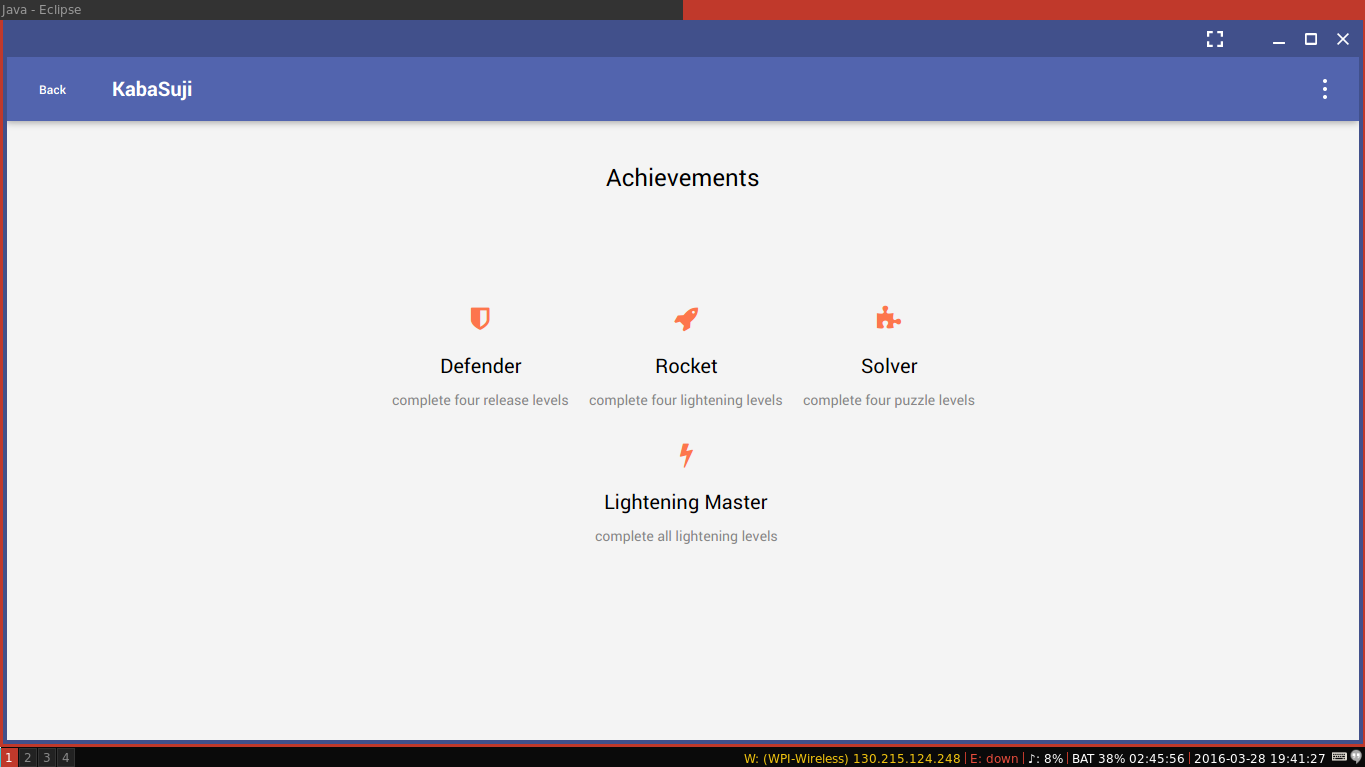 Java - Eclipse
Back KabaSuji
Achievements
Defender Rocket Solver
complete four release levels complete four lightening levels complete four puzzle levels
Lightening Master
complete all lightening levels
1 2 3 4 W: (WPI-Wireless) 130.215.124.248 | E: down | ♪: 8% | BAT 38% 02:45:56 | 2016-03-28 19:41:27